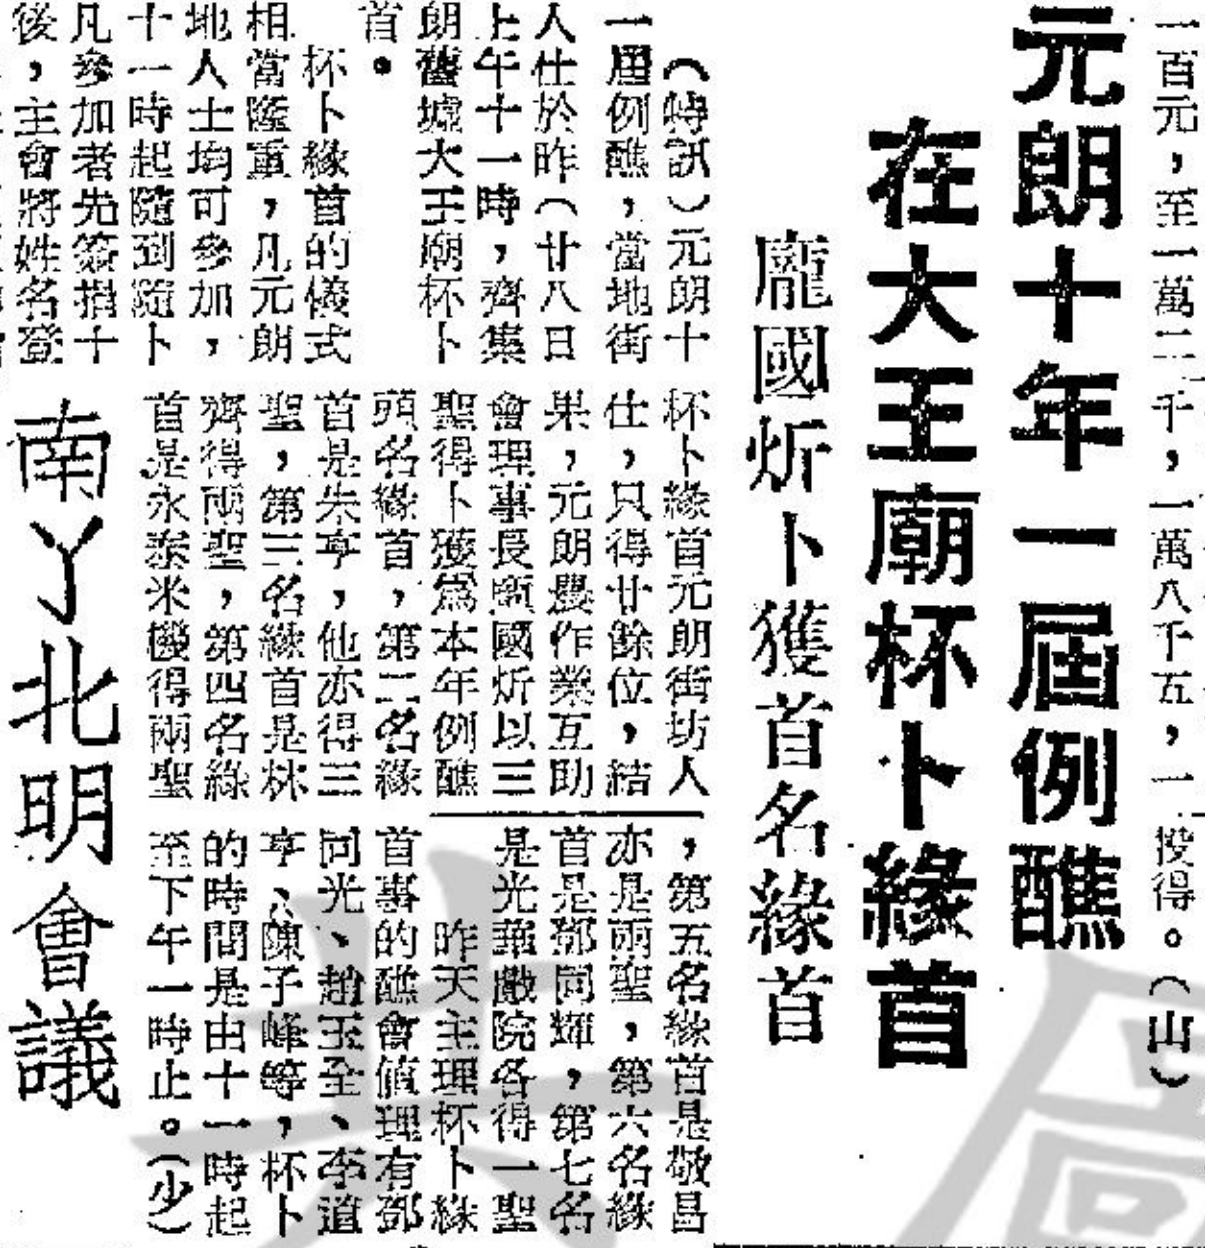 一百元，至一萬二千，一萬八千五，一投得。（山）
元朗十年一屆例醮
在大王廟杯卜緣首
龐國炘卜獲首名緣首
（特訊）元朗十
一屆例醮，當地街
人仕於昨（廿八日
上午十一時，齊集
朗舊墟大王廟杯卜
首。
杯卜緣首的儀式
相當隆重，凡元朗
地人士均可參加，
十一時起隨到隨卜
凡參加者先簽捐十
後，主會將姓名登
杯卜緣首元朗街坊人
仕，只得廿餘位，結
果，元朗農作業互助
會理事長龐國炘以三
聖得卜獲為本年例醮
頭名緣首，第二名緣
首是朱亨，他亦得三
聖，第三名緣首是林
齊得兩聖，第四名緣
首是永泰米機得兩聖
，第五名緣首是敬昌
亦是兩聖，第六名緣
首是鄧同耀，第七名
是光華戲院各得一聖
昨天主理杯卜緣
首事的醮會值理有鄧
同光、趙玉全、李道
亨、陳子峰等，杯卜
的時間是由十一時起
至下午一時止。（少）
南丫北明會議